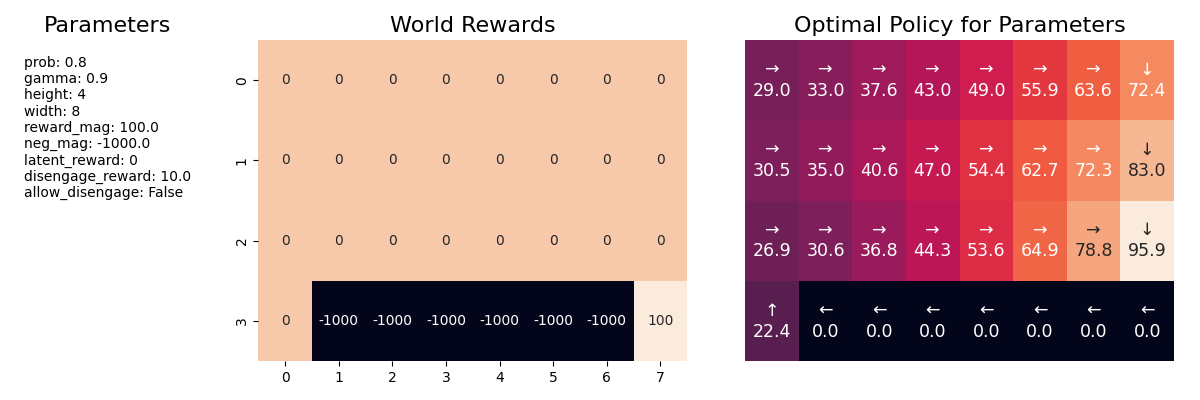 Parameters
prob: 0.8
gamma: 0.9
height: 4
width: 8
reward_mag: 100.0
neg_mag: -1000.0
latent_reward: 0
disengage_reward: 10.0
allow_disengage: False
World Rewards
0 0 0 0 0 0 0 0 0
1 0 0 0 0 0 0 0 0
2 0 0 0 0 0 0 0 0
3 0 -1000 -1000 -1000 -1000 -1000 -1000 100
0 1 2 3 4 5 6 7
Optimal Policy for Parameters
→ → → → → → → ↓
29.0 33.0 37.6 43.0 49.0 55.9 63.6 72.4
→ → → → → → → ↓
30.5 35.0 40.6 47.0 54.4 62.7 72.3 83.0
→ → → → → → → ↓
26.9 30.6 36.8 44.3 53.6 64.9 78.8 95.9
↑ ← ← ← ← ← ← ←
22.4 0.0 0.0 0.0 0.0 0.0 0.0 0.0